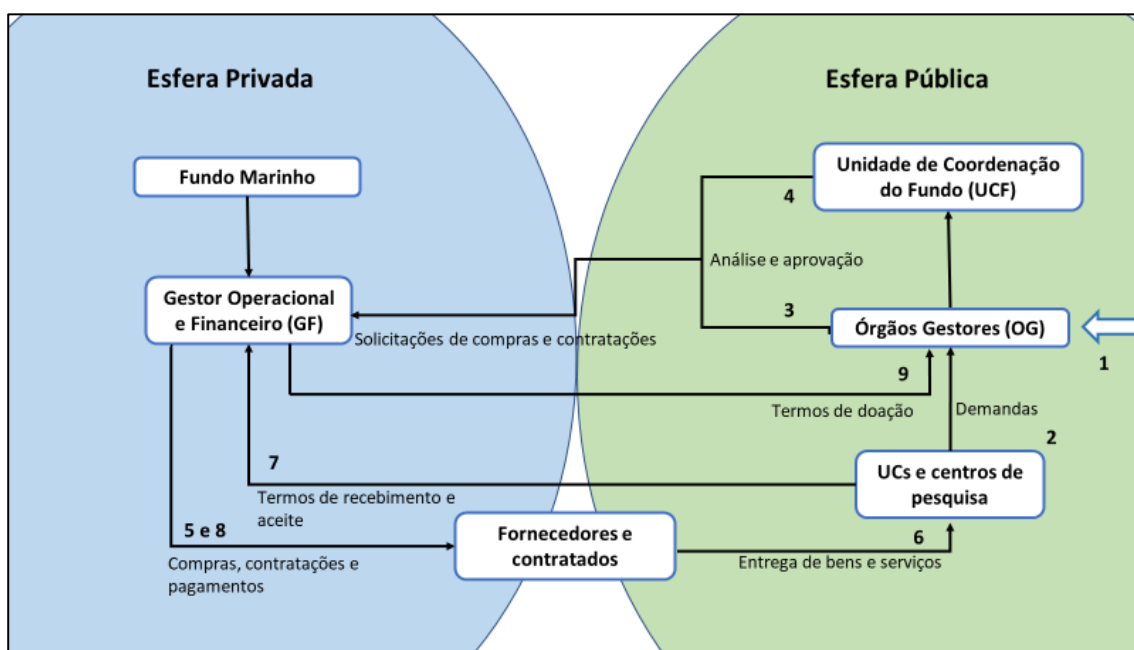 Esfera Privada
Esfera Pública
Fundo Marinho
Unidade de Coordenação
do Fundo (UCF)
4
Análise e aprovação
Gestor Operacional
e Financeiro (GF)
3
Órgãos Gestores (OG)
Solicitações de compras e contratações
1
9
Termos de doação
Demandas
2
7
UCs e centros de
pesquisa
Termos de recebimento e
aceite
5 e 8
Fornecedores e
contratados
6
Compras, contratações e
pagamentos
Entrega de bens e serviços